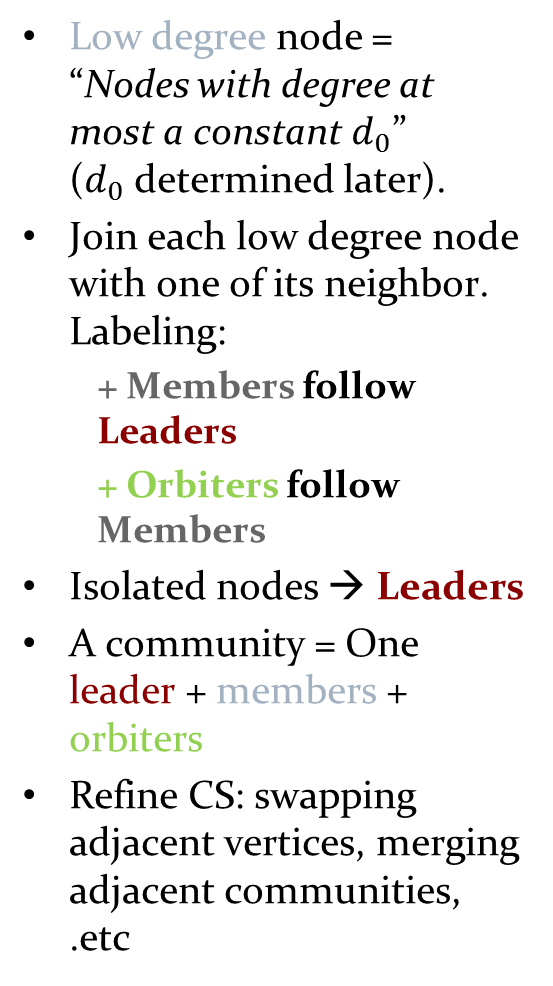 • Low degree node =
“Nodes with degree at
most a constant d₀”
(d₀ determined later).
• Join each low degree node
with one of its neighbor.
Labeling:
+ Members follow
Leaders
+ Orbiters follow
Members
• Isolated nodes → Leaders
• A community = One
leader + members +
orbiters
• Refine CS: swapping
adjacent vertices, merging
adjacent communities,
.etc